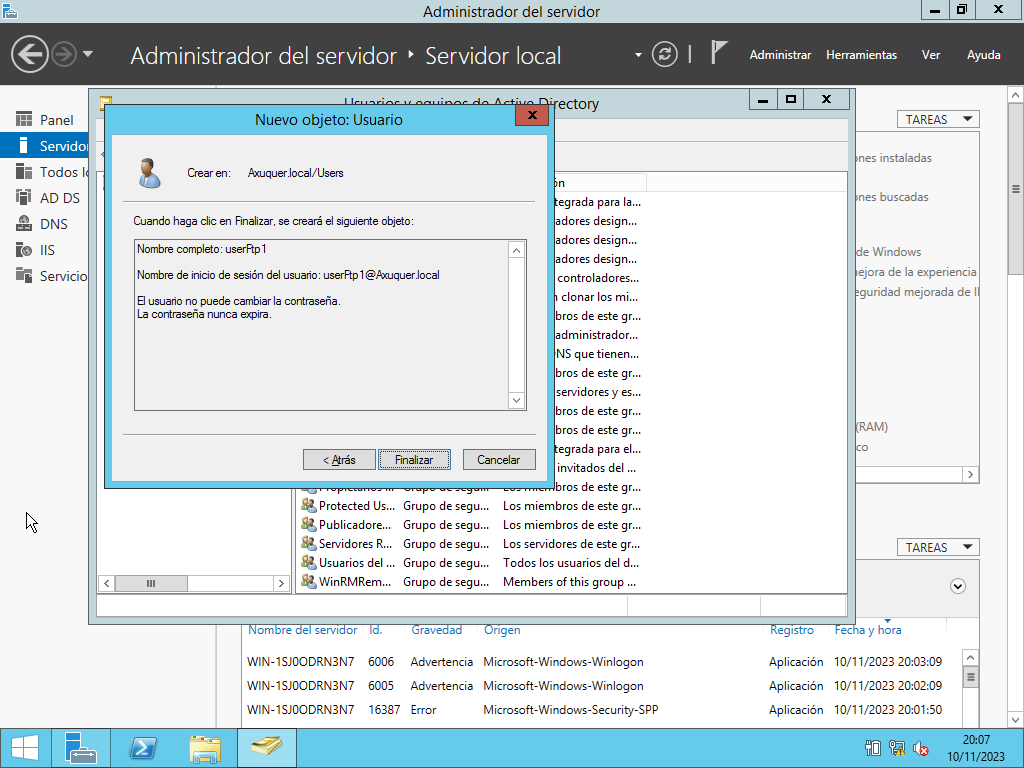 Administrador del servidor
Administrador del servidor ‣ Servidor local
Administrar Herramientas Ver Ayuda
Panel
Servidor
Todos
AD DS
DNS
IIS
Usuarios y equipos de Active Directory
Nuevo objeto: Usuario
Crear en: Axuquer.local/Users
Cuando haga clic en Finalizar, se creará el siguiente objeto:
Nombre completo: userFtp1
Nombre de inicio de sesión del usuario: userFtp1@Axuquer.local
El usuario no puede cambiar la contraseña.
La contraseña nunca expira.
< Atrás Finalizar Cancelar
tegrada para la...
adores design...
adores design...
adores design...
controladores...
clonar los mi...
bros de este gr...
administrador...
NS que tienen...
bros de este gr...
servidores y es...
bros de este gr...
bros de este gr...
tegrada para el...
invitados del ...
Propietarios ... Grupo de segu... Los miembros de este gr...
Protected Us... Grupo de segu... Los miembros de este gr...
Publicadore... Grupo de segu... Los miembros de este gr...
Servidores R... Grupo de segu... Los servidores de este gr...
Usuarios del ... Grupo de segu... Todos los usuarios del d...
WinRMRem... Grupo de segu... Members of this group ...
TAREAS
ones instaladas
ones buscadas
de Windows
ejora de la experiencia
eguridad mejorada de
(RAM)
co
TAREAS
Nombre del servidor Id. Gravedad Origen Registro Fecha y hora
WIN-1SJ0ODRN3N7 6006 Advertencia Microsoft-Windows-Winlogon Aplicación 10/11/2023 20:03:09
WIN-1SJ0ODRN3N7 6005 Advertencia Microsoft-Windows-Winlogon Aplicación 10/11/2023 20:02:09
WIN-1SJ0ODRN3N7 16387 Error Microsoft-Windows-Security-SPP Aplicación 10/11/2023 20:01:50
20:07
10/11/2023